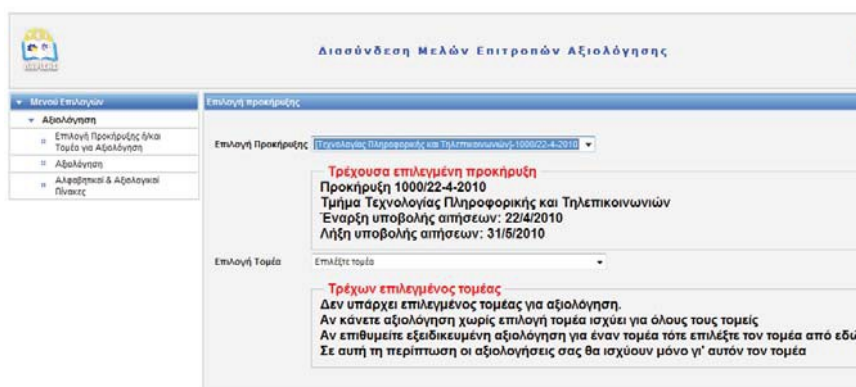 Διασύνδεση Μελών Επιτροπών Αξιολόγησης
Μενού Επιλογών
Αξιολόγηση
Επιλογή Προκήρυξης ή/και
Τομέα για Αξιολόγηση
Αξιολόγηση
Αλφαβητικοί & Αξιολογικοί
Πίνακες
Επιλογή προκήρυξης
Επιλογή Προκήρυξης [Τεχνολογίας Πληροφορικής και Τηλεπικοινωνιών]-1000/22-4-2010
Τρέχουσα επιλεγμένη προκήρυξη
Προκήρυξη 1000/22-4-2010
Τμήμα Τεχνολογίας Πληροφορικής και Τηλεπικοινωνιών
Έναρξη υποβολής αιτήσεων: 22/4/2010
Λήξη υποβολής αιτήσεων: 31/5/2010
Επιλογή Τομέα Επιλέξτε τομέα
Τρέχων επιλεγμένος τομέας
Δεν υπάρχει επιλεγμένος τομέας για αξιολόγηση.
Αν κάνετε αξιολόγηση χωρίς επιλογή τομέα ισχύει για όλους τους τομείς
Αν επιθυμείτε εξειδικευμένη αξιολόγηση για έναν τομέα τότε επιλέξτε τον τομέα από εδώ
Σε αυτή τη περίπτωση οι αξιολογήσεις σας θα ισχύουν μόνο γι' αυτόν τον τομέα